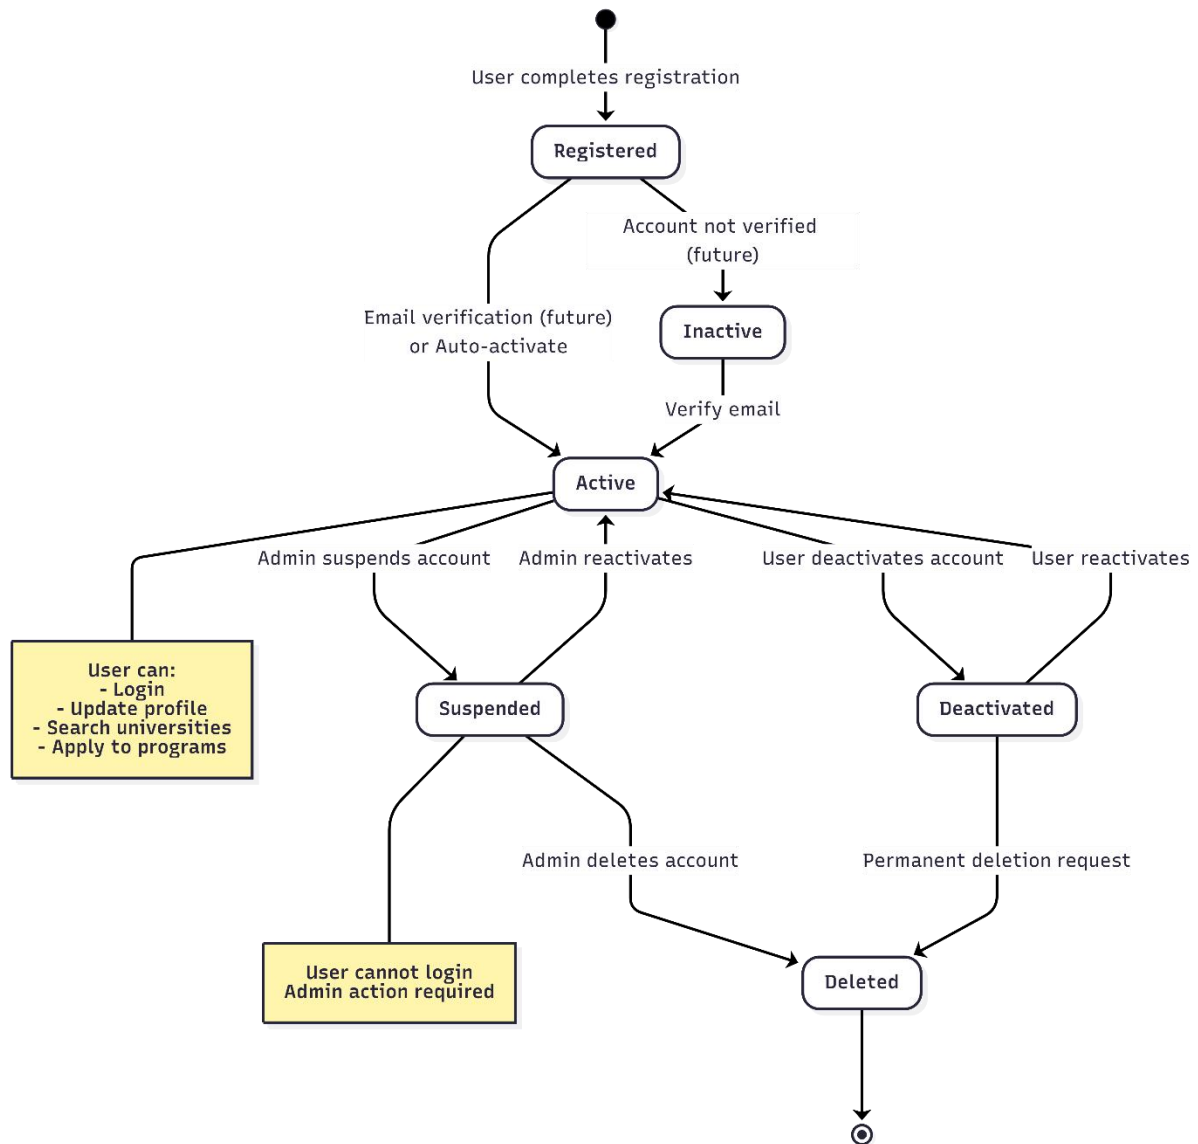 User completes registration
Registered
Account not verified
(future)
Email verification (future)
or Auto-activate
Inactive
Verify email
Active
Admin suspends account
Admin reactivates
User deactivates account
User reactivates
User can:
- Login
- Update profile
- Search universities
- Apply to programs
Suspended
Deactivated
Admin deletes account
Permanent deletion request
User cannot login
Admin action required
Deleted